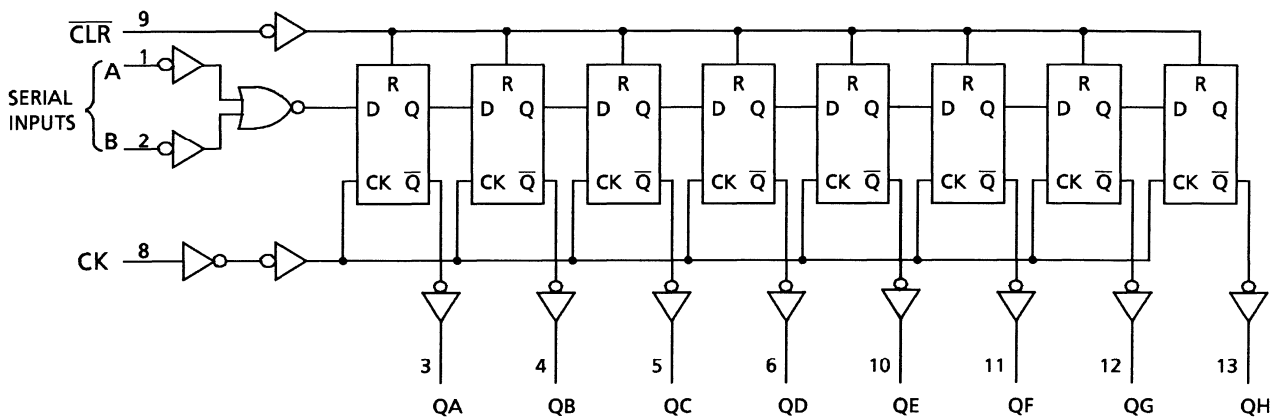 C̅L̅R̅ 9
SERIAL INPUTS
A 1
B 2
CK 8
R R R R R R R R
D Q D Q D Q D Q D Q D Q D Q D Q
CK Q̅ CK Q̅ CK Q̅ CK Q̅ CK Q̅ CK Q̅ CK Q̅ CK Q̅
3 4 5 6 10 11 12 13
QA QB QC QD QE QF QG QH